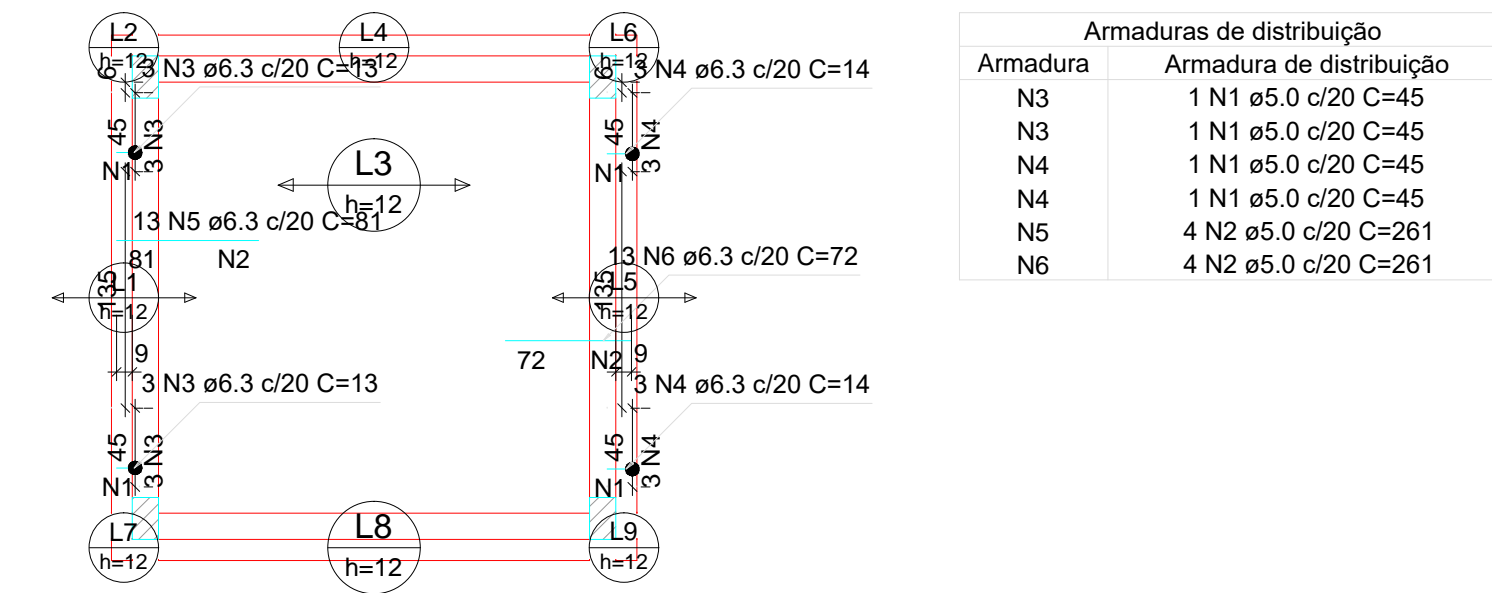 L2
h=12
L4
h=12
L6
h=12
6
3 N3 ø6.3 c/20 C=13
6
3 N4 ø6.3 c/20 C=14
45
3 N3
N1
45
3 N4
N1
L3
h=12
13 N5 ø6.3 c/20 C=81
81
N2
13 N6 ø6.3 c/20 C=72
72
N2
135
L1
h=12
135
L5
h=12
9
9
3 N3 ø6.3 c/20 C=13
3 N4 ø6.3 c/20 C=14
45
3 N3
N1
45
3 N4
N1
L7
h=12
L8
h=12
L9
h=12
Armaduras de distribuição
Armadura Armadura de distribuição
N3 1 N1 ø5.0 c/20 C=45
N3 1 N1 ø5.0 c/20 C=45
N4 1 N1 ø5.0 c/20 C=45
N4 1 N1 ø5.0 c/20 C=45
N5 4 N2 ø5.0 c/20 C=261
N6 4 N2 ø5.0 c/20 C=261